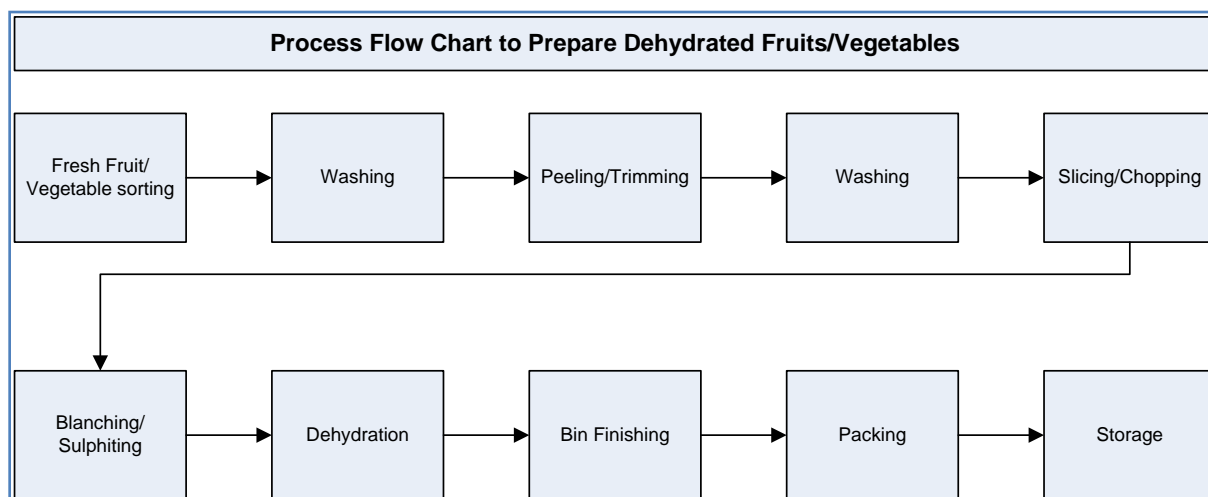 Process Flow Chart to Prepare Dehydrated Fruits/Vegetables
Fresh Fruit/
Vegetable sorting
Washing
Peeling/Trimming
Washing
Slicing/Chopping
Blanching/
Sulphiting
Dehydration
Bin Finishing
Packing
Storage